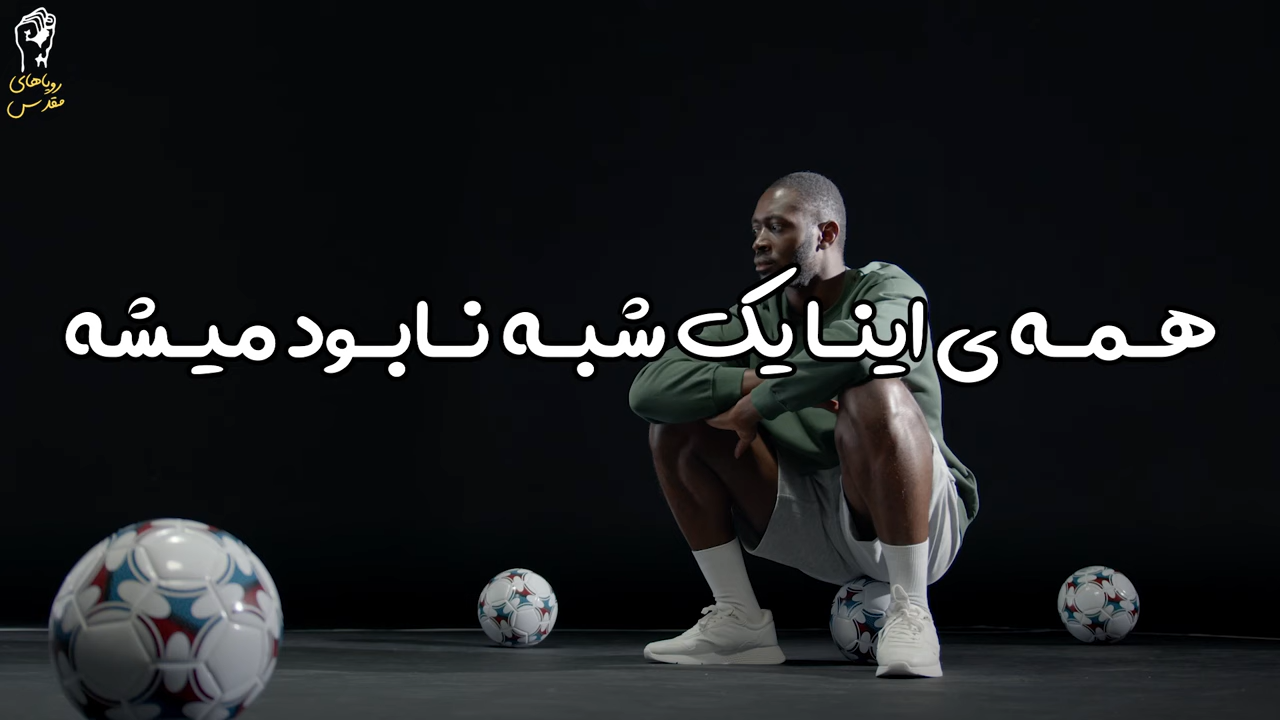 رویاهای
مقدس
همه ی اینا یک شبه نابود میشه